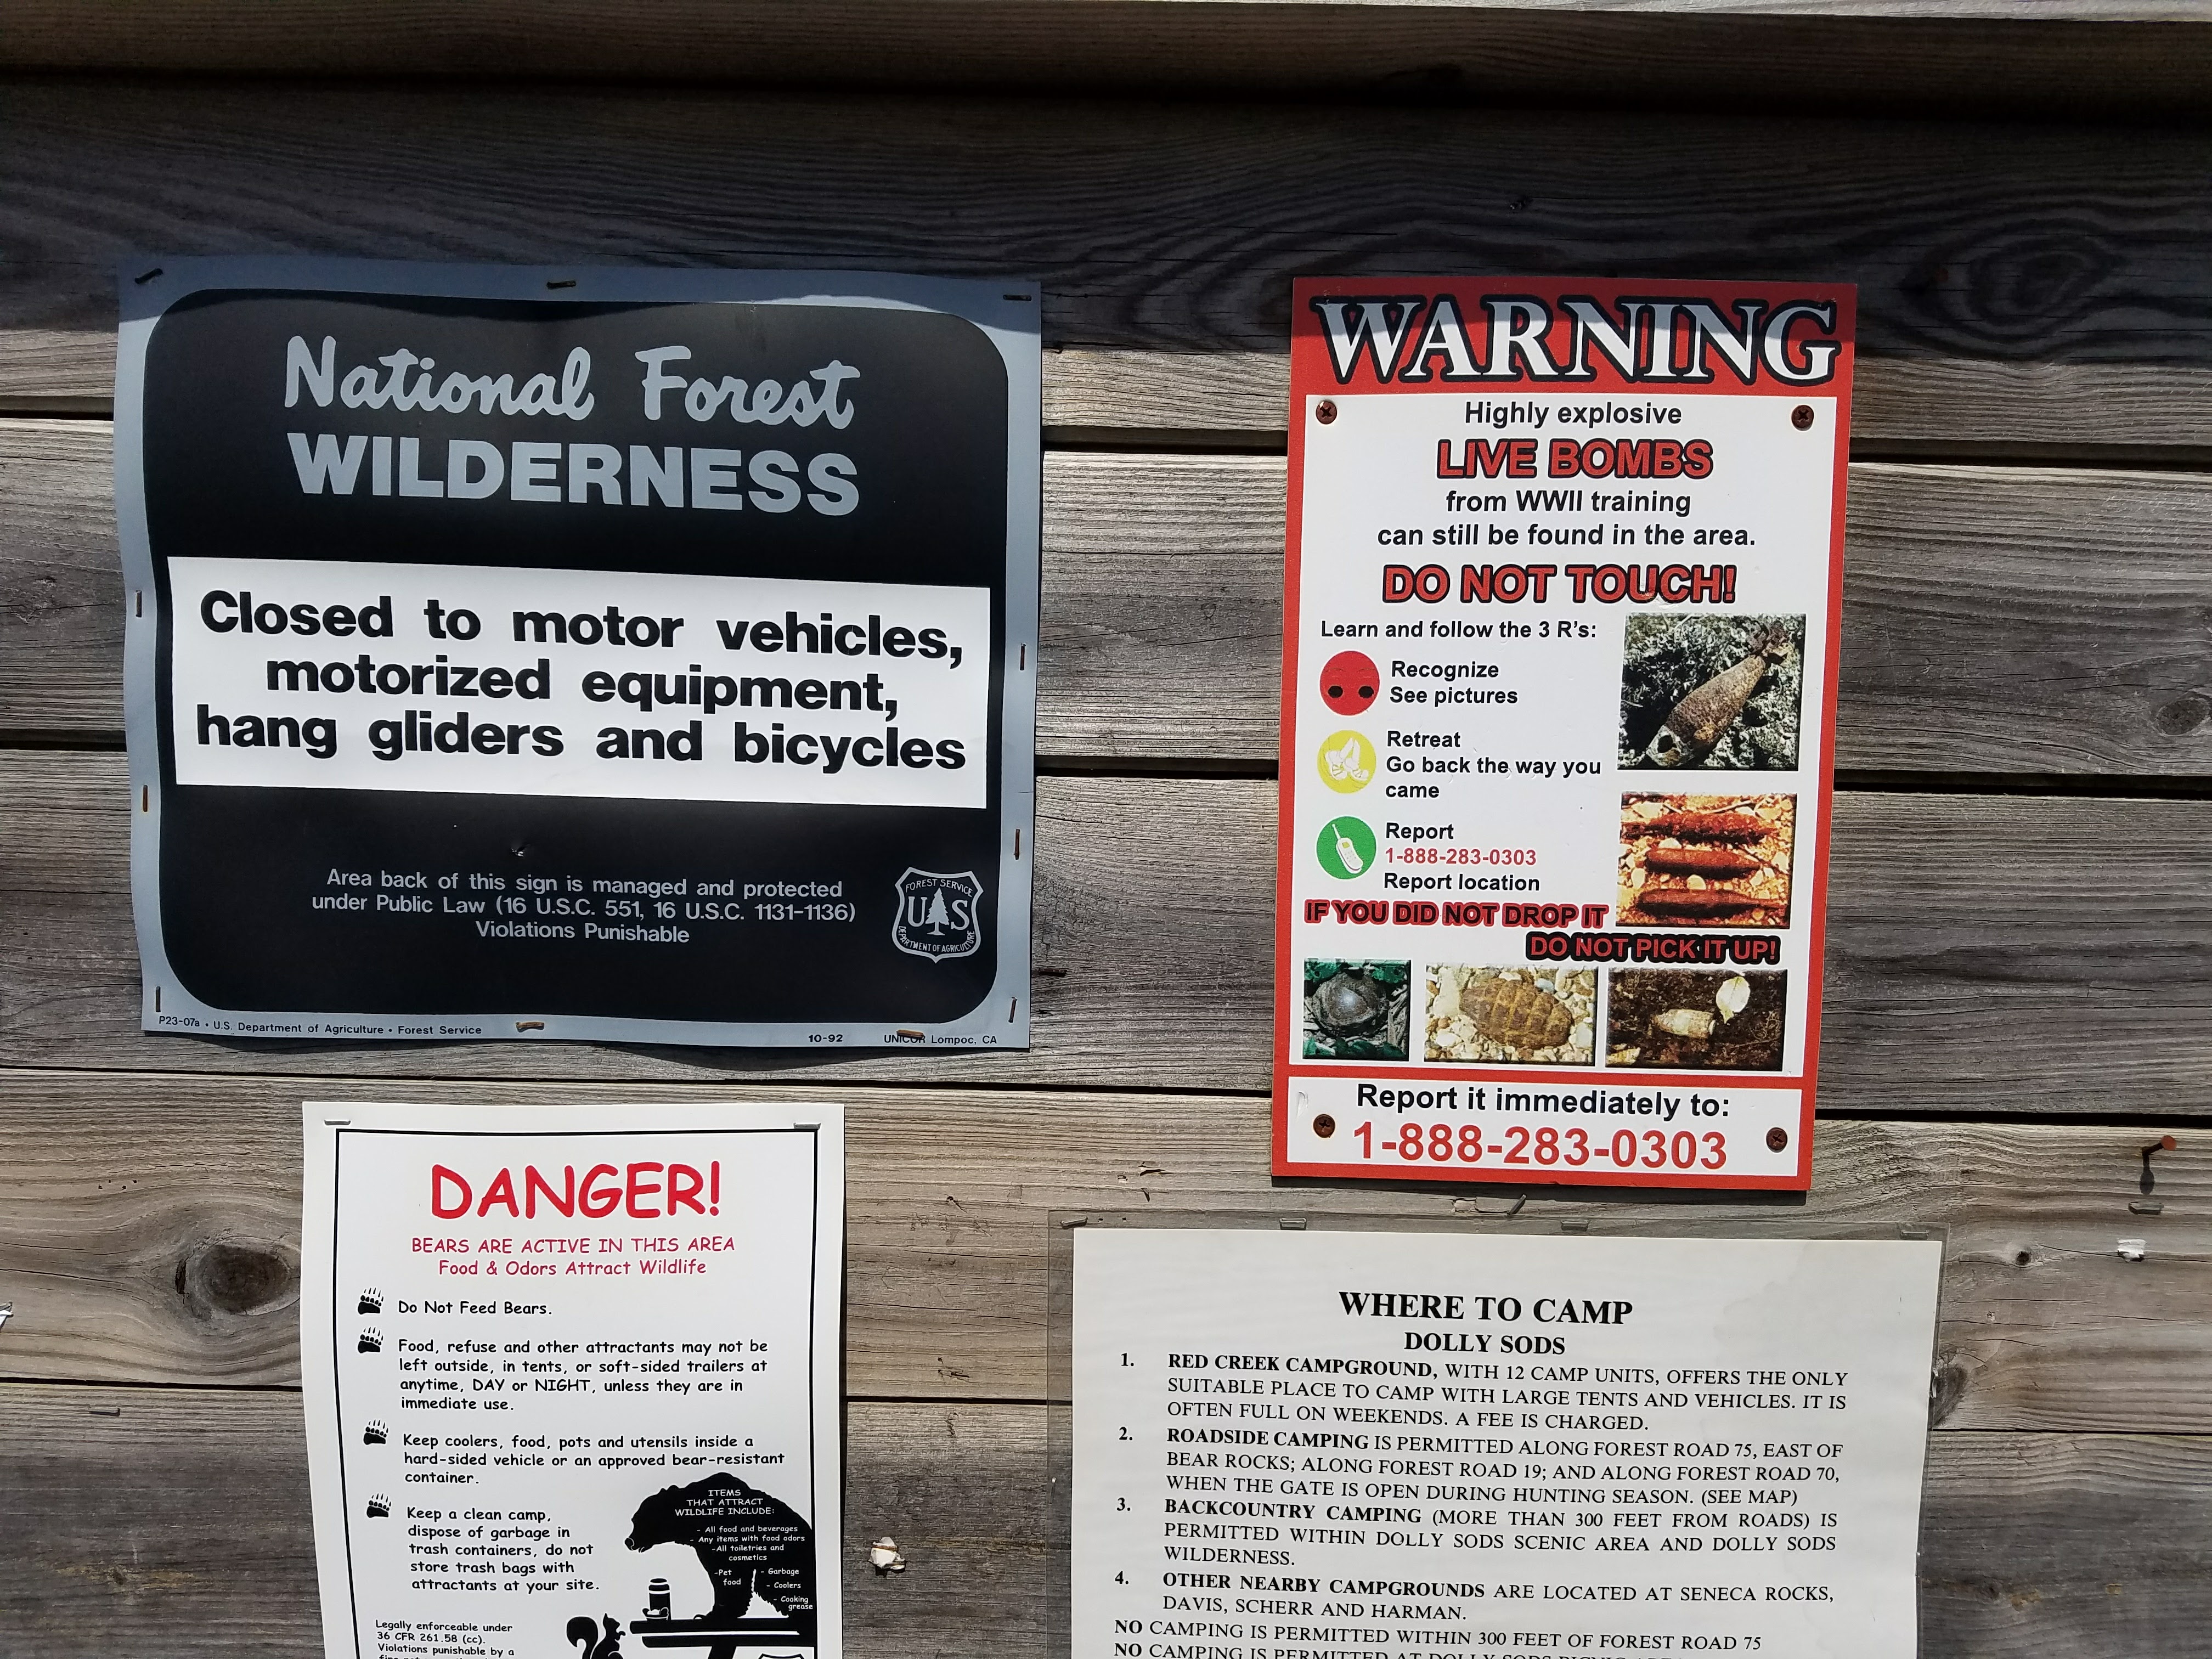 National Forest
WILDERNESS
Closed to motor vehicles,
motorized equipment,
hang gliders and bicycles
Area back of this sign is managed and protected
under Public Law (16 U.S.C. 551, 16 U.S.C. 1131-1136)
Violations Punishable
FOREST SERVICE
U S
DEPARTMENT OF AGRICULTURE
P23-07a • U.S. Department of Agriculture • Forest Service
10-92
UNICOR Lompoc, CA
WARNING
Highly explosive
LIVE BOMBS
from WWII training
can still be found in the area.
DO NOT TOUCH!
Learn and follow the 3 R's:
Recognize
See pictures
Retreat
Go back the way you
came
Report
1-888-283-0303
Report location
IF YOU DID NOT DROP IT
DO NOT PICK IT UP!
Report it immediately to:
1-888-283-0303
DANGER!
BEARS ARE ACTIVE IN THIS AREA
Food & Odors Attract Wildlife
Do Not Feed Bears.
Food, refuse and other attractants may not be
left outside, in tents, or soft-sided trailers at
anytime, DAY or NIGHT, unless they are in
immediate use.
Keep coolers, food, pots and utensils inside a
hard-sided vehicle or an approved bear-resistant
container.
Keep a clean camp,
dispose of garbage in
trash containers, do not
store trash bags with
attractants at your site.
ITEMS
THAT ATTRACT
WILDLIFE INCLUDE:
- All food and beverages
- Any items with food odors
-All toiletries and
cosmetics
-Pet
food
- Garbage
- Coolers
- Cooking
grease
Legally enforceable under
36 CFR 261.58 (cc).
Violations punishable by a
WHERE TO CAMP
DOLLY SODS
1. RED CREEK CAMPGROUND, WITH 12 CAMP UNITS, OFFERS THE ONLY
SUITABLE PLACE TO CAMP WITH LARGE TENTS AND VEHICLES. IT IS
OFTEN FULL ON WEEKENDS. A FEE IS CHARGED.
2. ROADSIDE CAMPING IS PERMITTED ALONG FOREST ROAD 75, EAST OF
BEAR ROCKS; ALONG FOREST ROAD 19; AND ALONG FOREST ROAD 70,
WHEN THE GATE IS OPEN DURING HUNTING SEASON. (SEE MAP)
3. BACKCOUNTRY CAMPING (MORE THAN 300 FEET FROM ROADS) IS
PERMITTED WITHIN DOLLY SODS SCENIC AREA AND DOLLY SODS
WILDERNESS.
4. OTHER NEARBY CAMPGROUNDS ARE LOCATED AT SENECA ROCKS,
DAVIS, SCHERR AND HARMAN.
NO CAMPING IS PERMITTED WITHIN 300 FEET OF FOREST ROAD 75
NO CAMPING IS PERMITTED AT DOLLY SODS